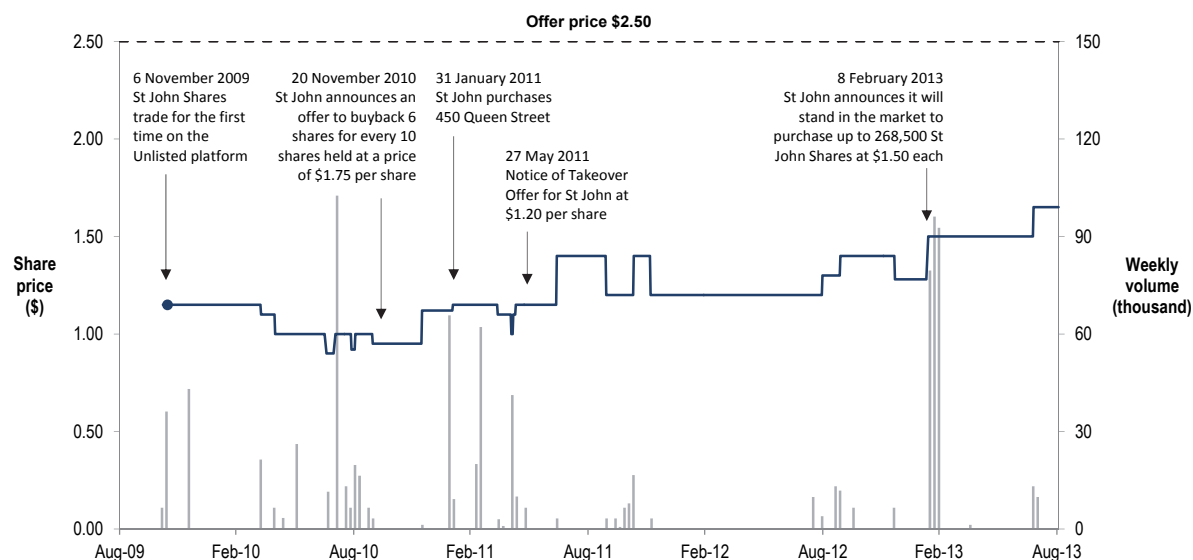 Offer price $2.50
2.50
2.00
1.50
1.00
0.50
0.00
Share
price
($)
6 November 2009
St John Shares
trade for the first
time on the
Unlisted platform
20 November 2010
St John announces an
offer to buyback 6
shares for every 10
shares held at a price
of $1.75 per share
31 January 2011
St John purchases
450 Queen Street
27 May 2011
Notice of Takeover
Offer for St John at
$1.20 per share
8 February 2013
St John announces it will
stand in the market to
purchase up to 268,500 St
John Shares at $1.50 each
150
120
90
60
30
0
Weekly
volume
(thousand)
Aug-09 Feb-10 Aug-10 Feb-11 Aug-11 Feb-12 Aug-12 Feb-13 Aug-13